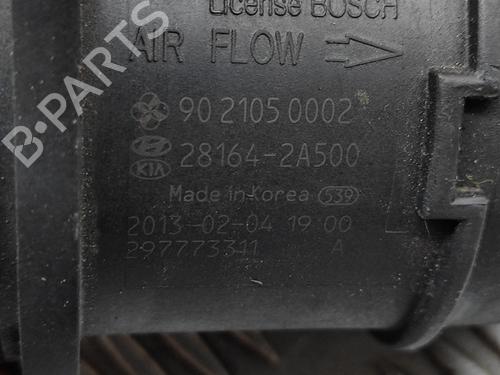 License BOSCH
AIR FLOW
90 2105 0002
28164-2A500
KIA
Made in Korea 539
2013-02-04 19:00
297773311 A
B-PARTS